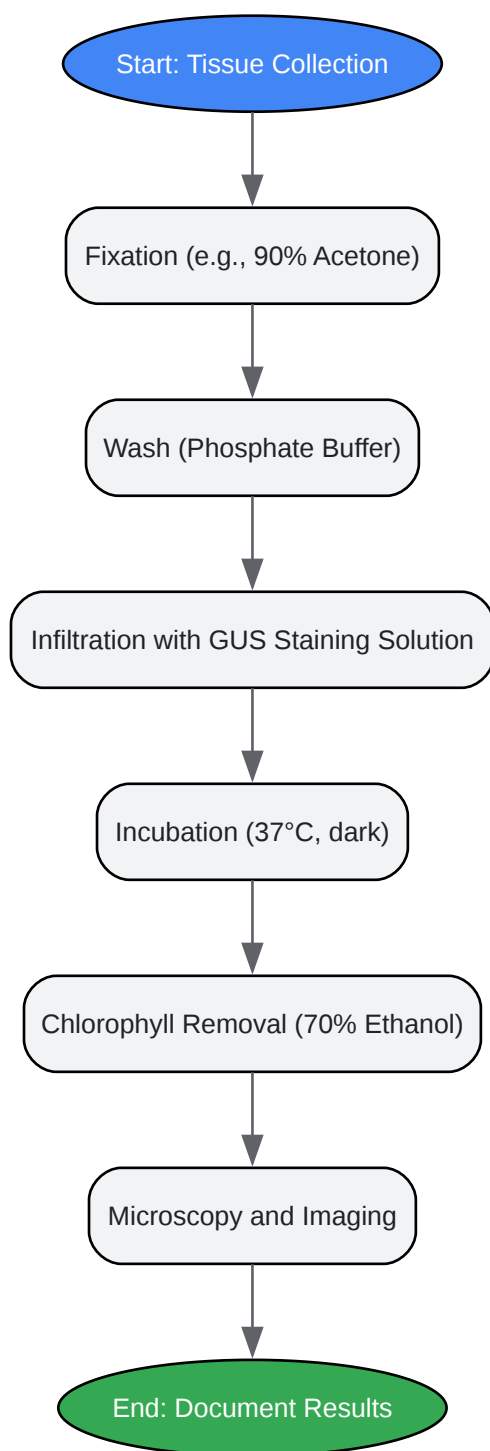 Start: Tissue Collection
Fixation (e.g., 90% Acetone)
Wash (Phosphate Buffer)
Infiltration with GUS Staining Solution
Incubation (37°C, dark)
Chlorophyll Removal (70% Ethanol)
Microscopy and Imaging
End: Document Results